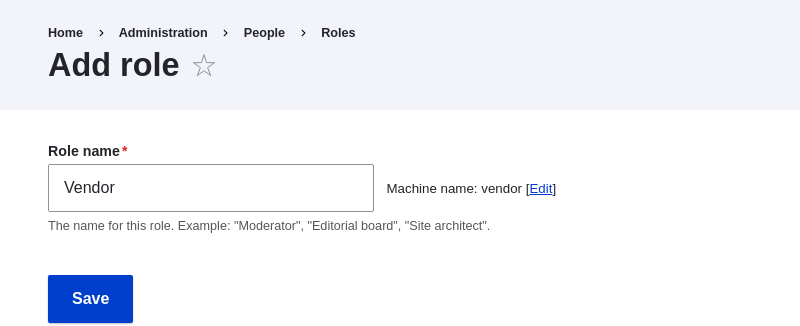 Home › Administration › People › Roles
Add role ☆
Role name*
Vendor
Machine name: vendor [Edit]
The name for this role. Example: "Moderator", "Editorial board", "Site architect".
Save